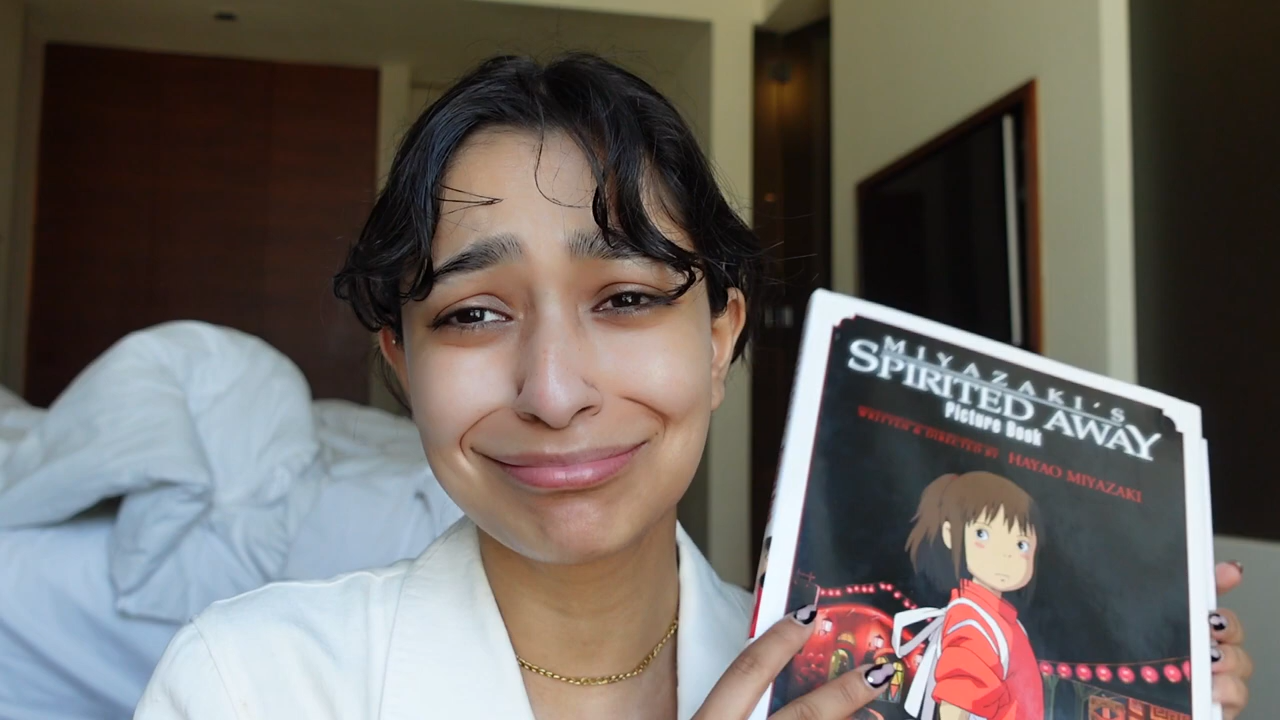 MIYAZAKI'S
SPIRITED AWAY
Picture Book
WRITTEN & DIRECTED BY HAYAO MIYAZAKI